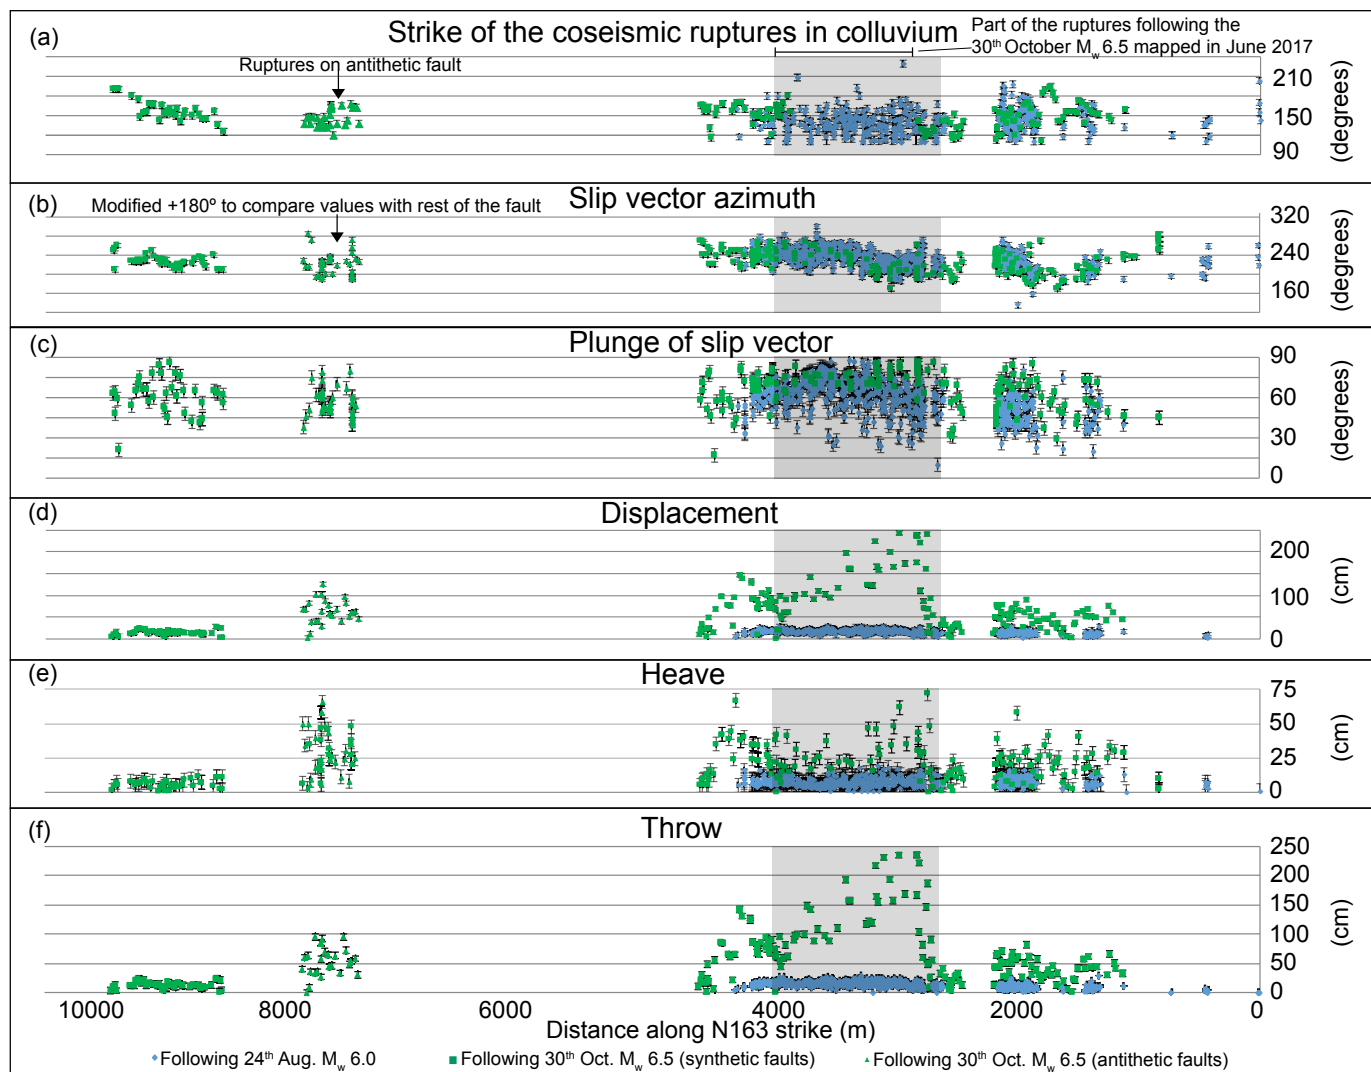 (a)
Strike of the coseismic ruptures in colluvium
Part of the ruptures following the
30th October Mw 6.5 mapped in June 2017
Ruptures on antithetic fault
210
150
90
(degrees)
(b)
Slip vector azimuth
Modified +180º to compare values with rest of the fault
320
240
160
(degrees)
(c)
Plunge of slip vector
90
60
30
0
(degrees)
(d)
Displacement
200
100
0
(cm)
(e)
Heave
75
50
25
0
(cm)
(f)
Throw
250
200
150
100
50
0
(cm)
10000 8000 6000 4000 2000 0
Distance along N163 strike (m)
Following 24th Aug. Mw 6.0 Following 30th Oct. Mw 6.5 (synthetic faults) Following 30th Oct. Mw 6.5 (antithetic faults)